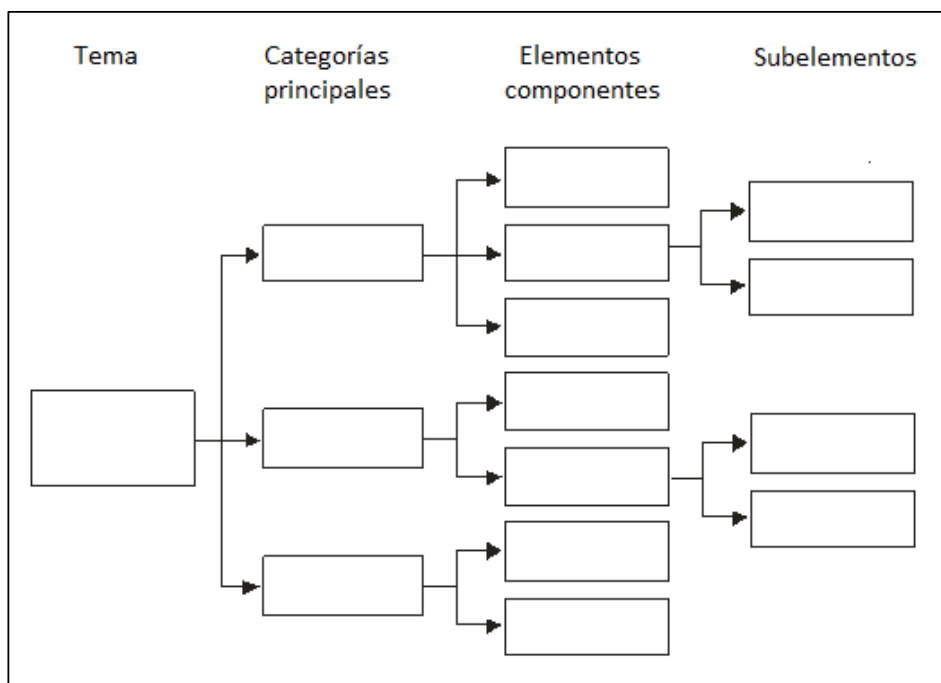 Tema
Categorías
principales
Elementos
componentes
Subelementos